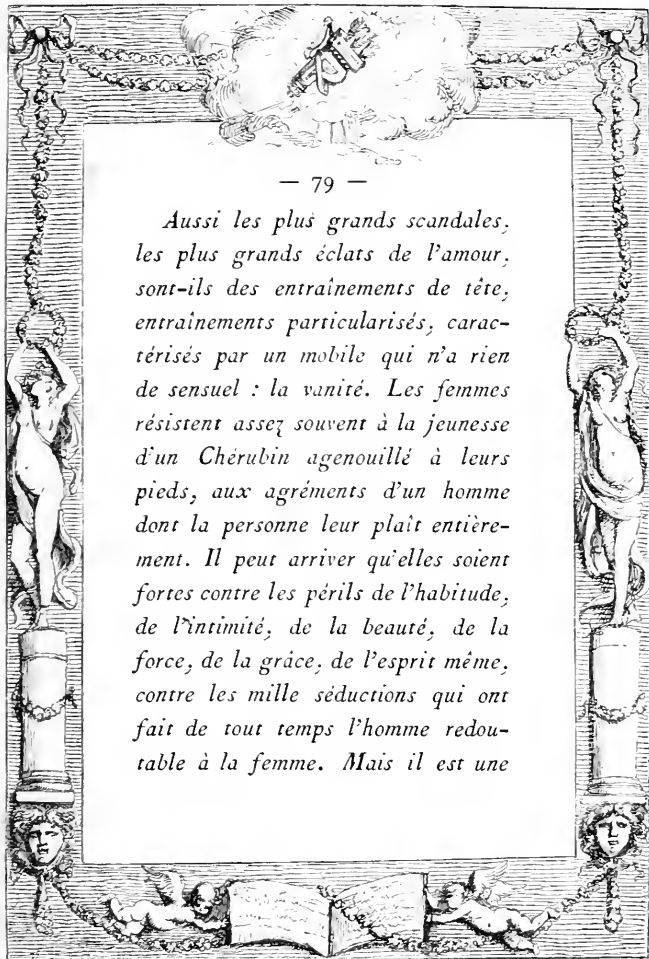 — 79 —
Aussi les plus grands scandales,
les plus grands éclats de l'amour,
sont-ils des entraînements de tête,
entraînements particularisés, carac-
térisés par un mobile qui n'a rien
de sensuel : la vanité. Les femmes
résistent assez souvent à la jeunesse
d'un Chérubin agenouillé à leurs
pieds, aux agréments d'un homme
dont la personne leur plaît entière-
ment. Il peut arriver qu'elles soient
fortes contre les périls de l'habitude,
de l'intimité, de la beauté, de la
force, de la grâce, de l'esprit même,
contre les mille séductions qui ont
fait de tout temps l'homme redou-
table à la femme. Mais il est une